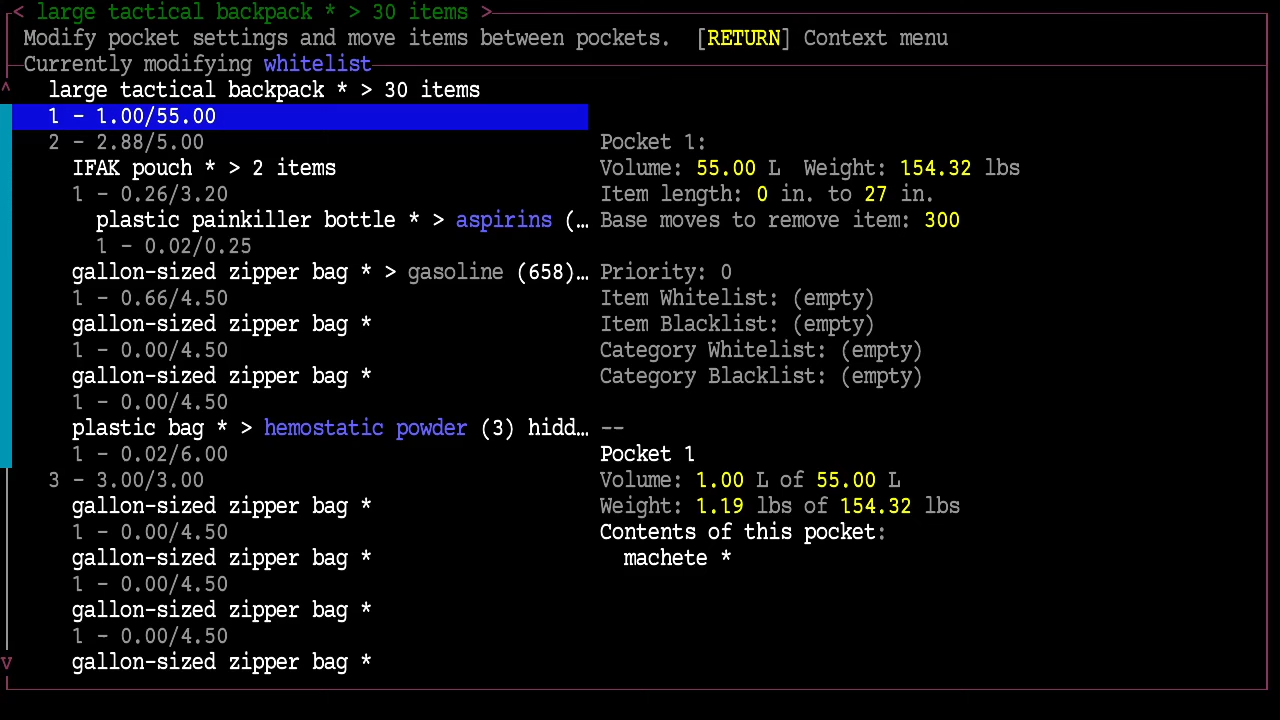 < large tactical backpack * > 30 items >
Modify pocket settings and move items between pockets.  [RETURN] Context menu
Currently modifying whitelist
^ large tactical backpack * > 30 items
1 - 1.00/55.00
2 - 2.88/5.00
IFAK pouch * > 2 items
1 - 0.26/3.20
plastic painkiller bottle * > aspirins (…
1 - 0.02/0.25
gallon-sized zipper bag * > gasoline (658)…
1 - 0.66/4.50
gallon-sized zipper bag *
1 - 0.00/4.50
gallon-sized zipper bag *
1 - 0.00/4.50
plastic bag * > hemostatic powder (3) hidd…
1 - 0.02/6.00
3 - 3.00/3.00
gallon-sized zipper bag *
1 - 0.00/4.50
gallon-sized zipper bag *
1 - 0.00/4.50
gallon-sized zipper bag *
1 - 0.00/4.50
v gallon-sized zipper bag *
Pocket 1:
Volume: 55.00 L  Weight: 154.32 lbs
Item length: 0 in. to 27 in.
Base moves to remove item: 300
Priority: 0
Item Whitelist: (empty)
Item Blacklist: (empty)
Category Whitelist: (empty)
Category Blacklist: (empty)
--
Pocket 1
Volume: 1.00 L of 55.00 L
Weight: 1.19 lbs of 154.32 lbs
Contents of this pocket:
machete *